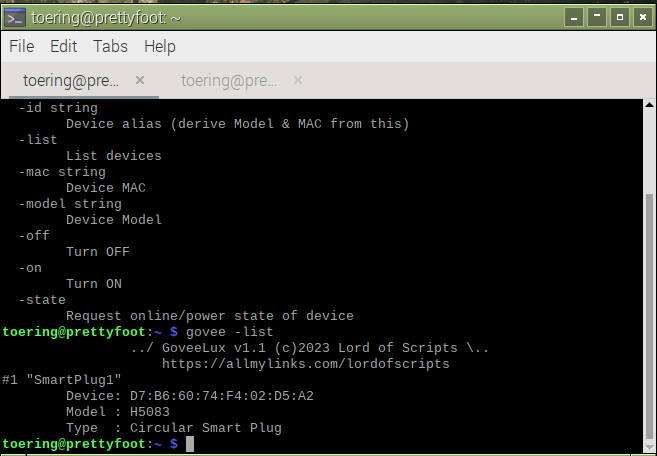 toering@prettyfoot: ~
File Edit Tabs Help
toering@pre... × toering@pre... ×
-id string
Device alias (derive Model & MAC from this)
-list
List devices
-mac string
Device MAC
-model string
Device Model
-off
Turn OFF
-on
Turn ON
-state
Request online/power state of device
toering@prettyfoot:~ $ govee -list
../ GoveeLux v1.1 (c)2023 Lord of Scripts \..
https://allmylinks.com/lordofscripts
#1 "SmartPlug1"
Device: D7:B6:60:74:F4:02:D5:A2
Model : H5083
Type  : Circular Smart Plug
toering@prettyfoot:~ $